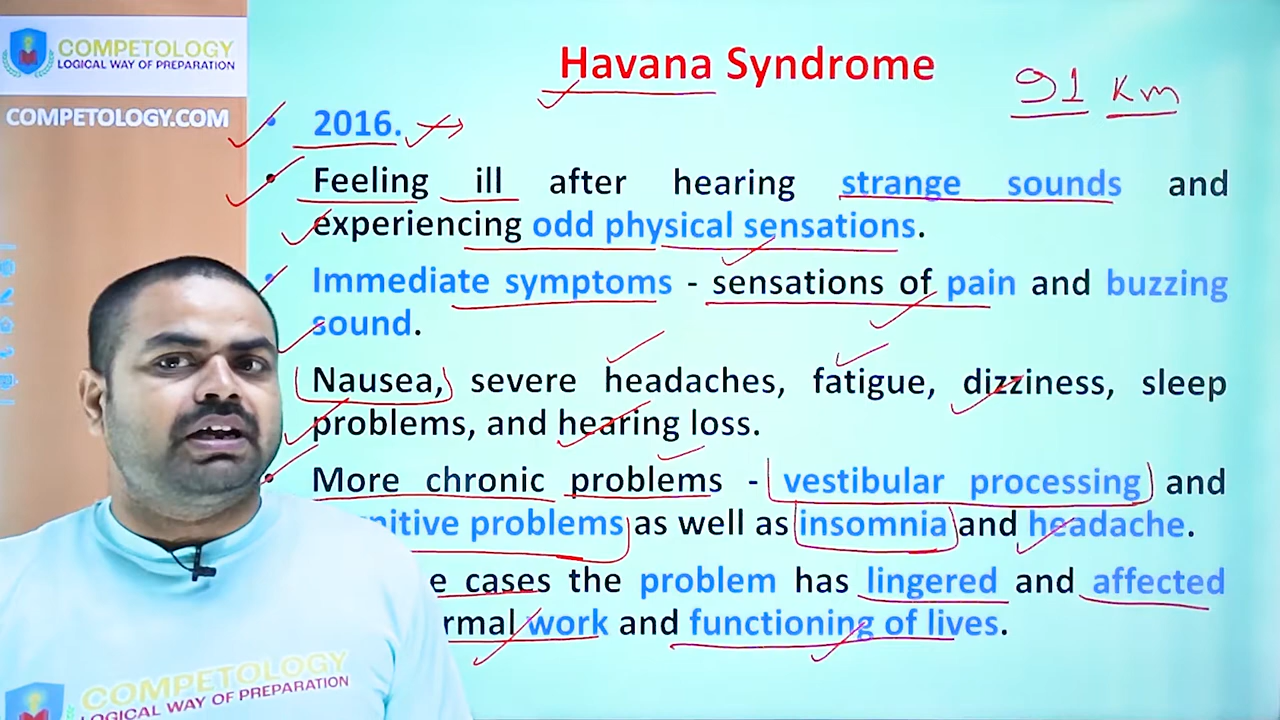 COMPETOLOGY
LOGICAL WAY OF PREPARATION
COMPETOLOGY.COM
Havana Syndrome
91 Km
• 2016.
• Feeling ill after hearing strange sounds and
experiencing odd physical sensations.
• Immediate symptoms - sensations of pain and buzzing
sound.
Nausea, severe headaches, fatigue, dizziness, sleep
problems, and hearing loss.
• More chronic problems - vestibular processing and
nitive problems as well as insomnia and headache.
e cases the problem has lingered and affected
rmal work and functioning of lives.
COMPETOLOGY
LOGICAL WAY OF PREPARATION